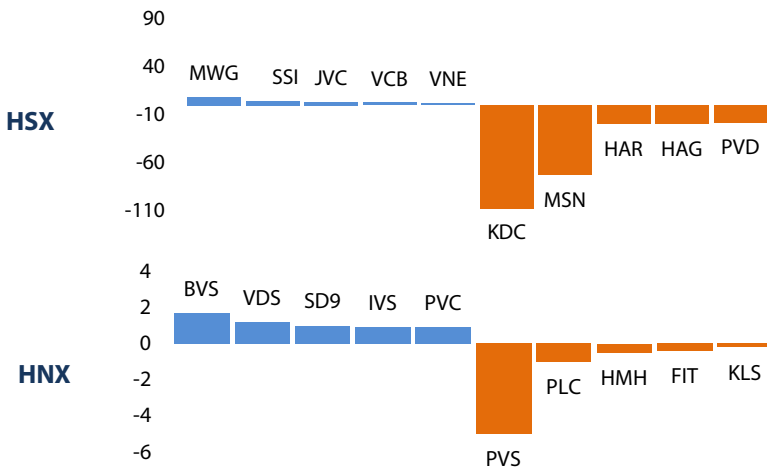 90
40
-10
-60
-110
HSX
MWG SSI JVC VCB VNE
HAR HAG PVD
MSN
KDC
4
2
0
-2
-4
-6
HNX
BVS VDS SD9 IVS PVC
PLC HMH FIT KLS
PVS